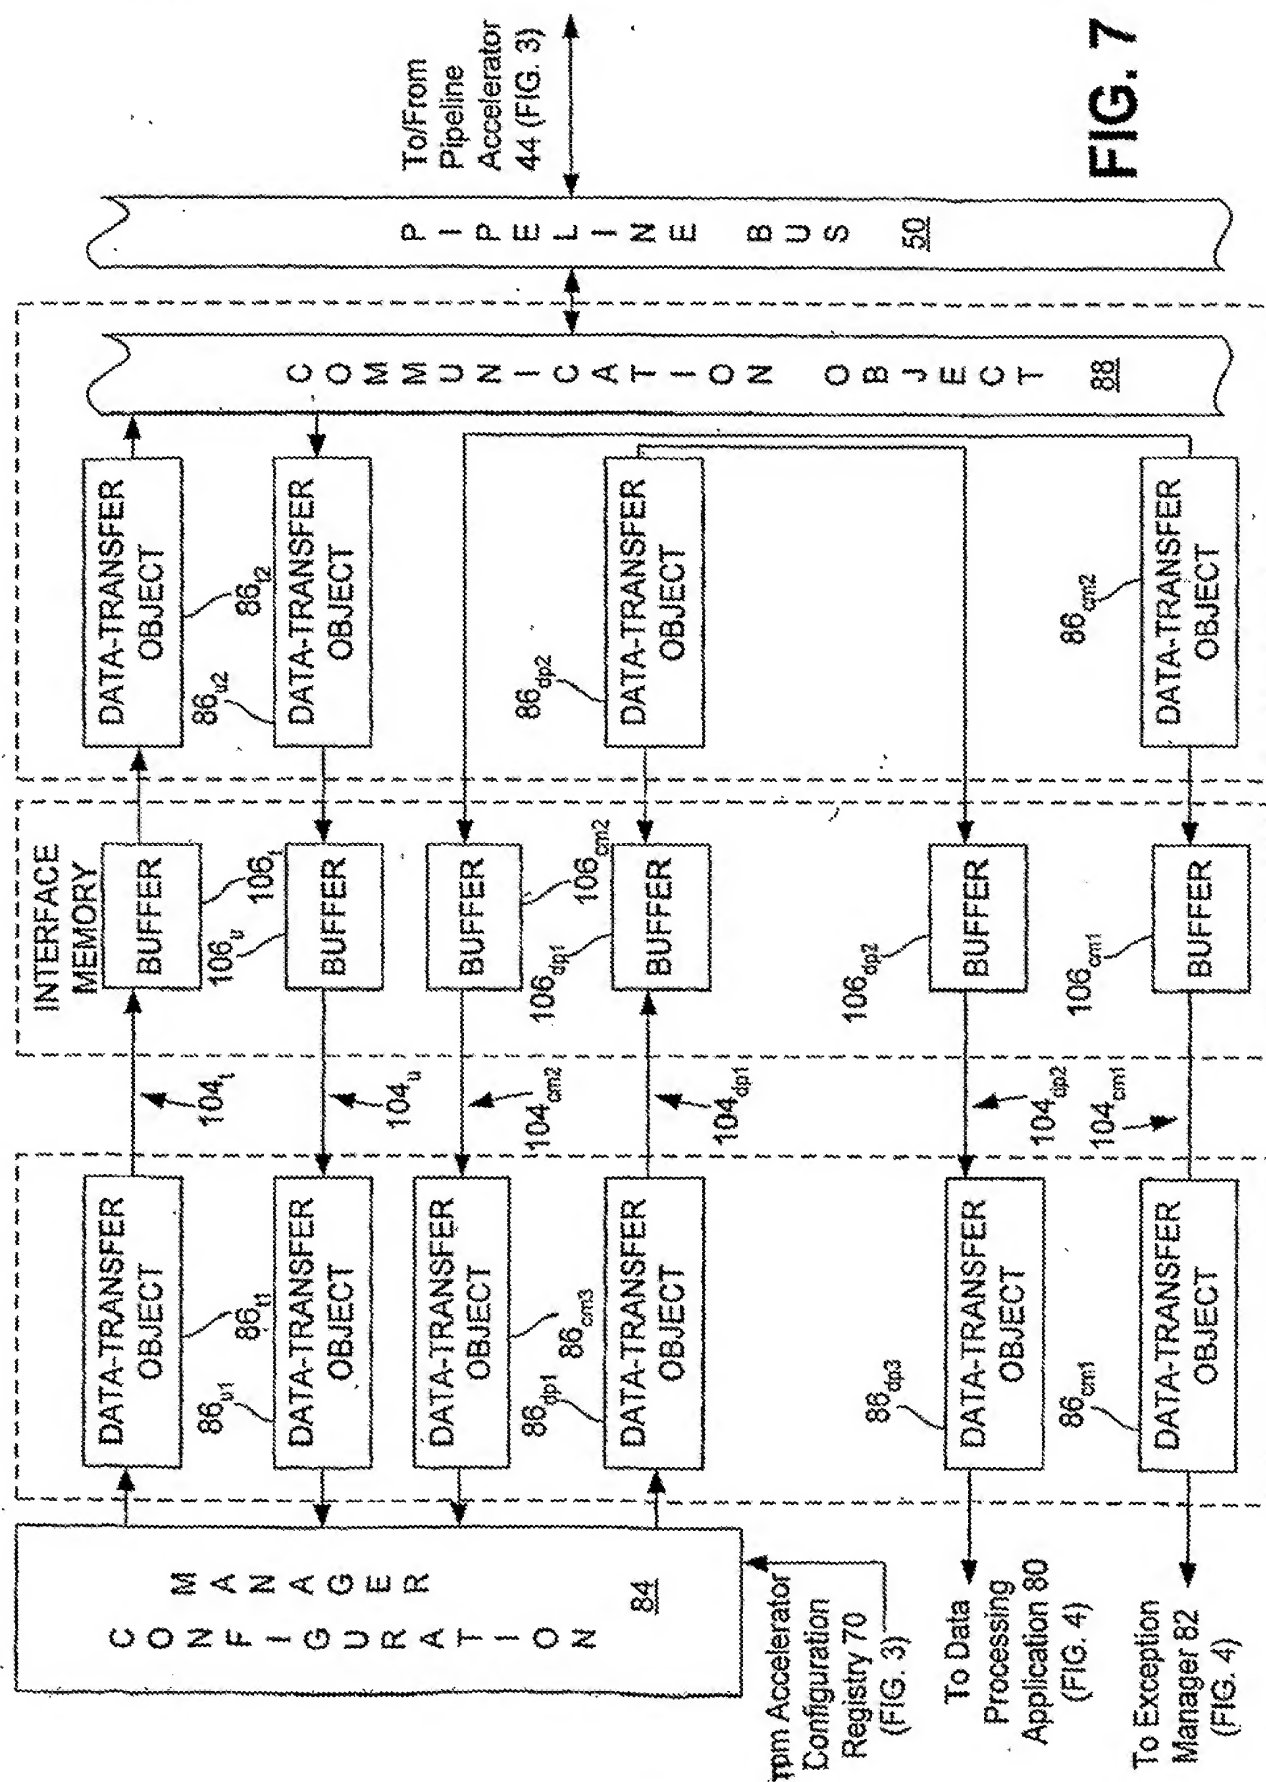 To/From
Pipeline
Accelerator
44 (FIG. 3)
FIG. 7
PIPELINE BUS
50
COMMUNICATION OBJECT
88
DATA-TRANSFER
OBJECT
86t2
86u2
DATA-TRANSFER
OBJECT
86dp2
DATA-TRANSFER
OBJECT
86cm2
DATA-TRANSFER
OBJECT
INTERFACE
MEMORY
BUFFER
106t
106u
BUFFER
BUFFER
106cm2
106dp1
BUFFER
106dp2
BUFFER
106cm1
BUFFER
104t
104u
104cm2
104dp1
104dp2
104cm1
DATA-TRANSFER
OBJECT
86t1
86u1
DATA-TRANSFER
OBJECT
DATA-TRANSFER
OBJECT
86cm3
86dp1
DATA-TRANSFER
OBJECT
86dp3
DATA-TRANSFER
OBJECT
86cm1
DATA-TRANSFER
OBJECT
CONFIGURATION
MANAGER
84
Accelerator
Configuration
Registry 70
(FIG. 3)
To Data
Processing
Application 80
(FIG. 4)
To Exception
Manager 82
(FIG. 4)